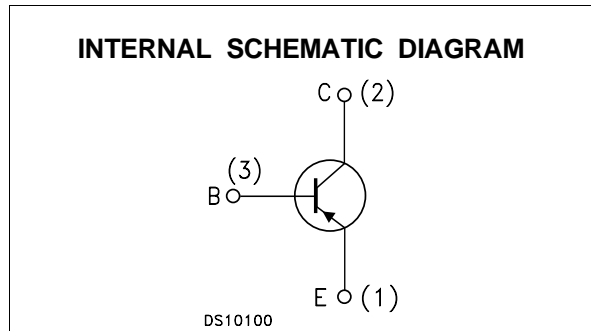 INTERNAL SCHEMATIC DIAGRAM
C (2)
(3)
B
E (1)
DS10100